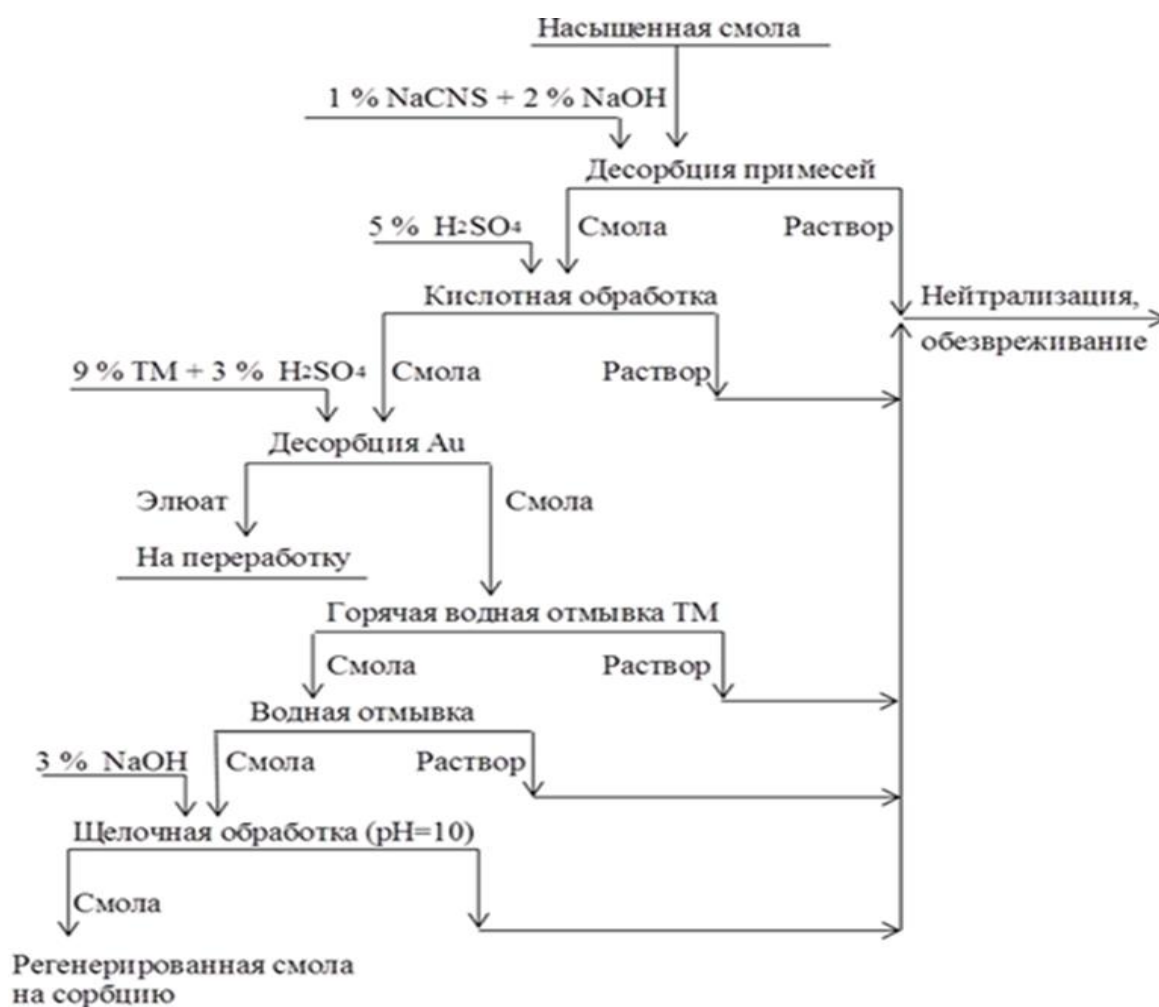 Насыщенная смола
1 % NaCNS + 2 % NaOH
Десорбция примесей
5 % H2SO4
Смола
Раствор
Кислотная обработка
Нейтрализация,
обезвреживание
9 % ТМ + 3 % H2SO4
Смола
Раствор
Десорбция Au
Элюат
Смола
На переработку
Горячая водная отмывка ТМ
Смола
Раствор
Водная отмывка
3 % NaOH
Смола
Раствор
Щелочная обработка (pH=10)
Смола
Регенерированная смола
на сорбцию